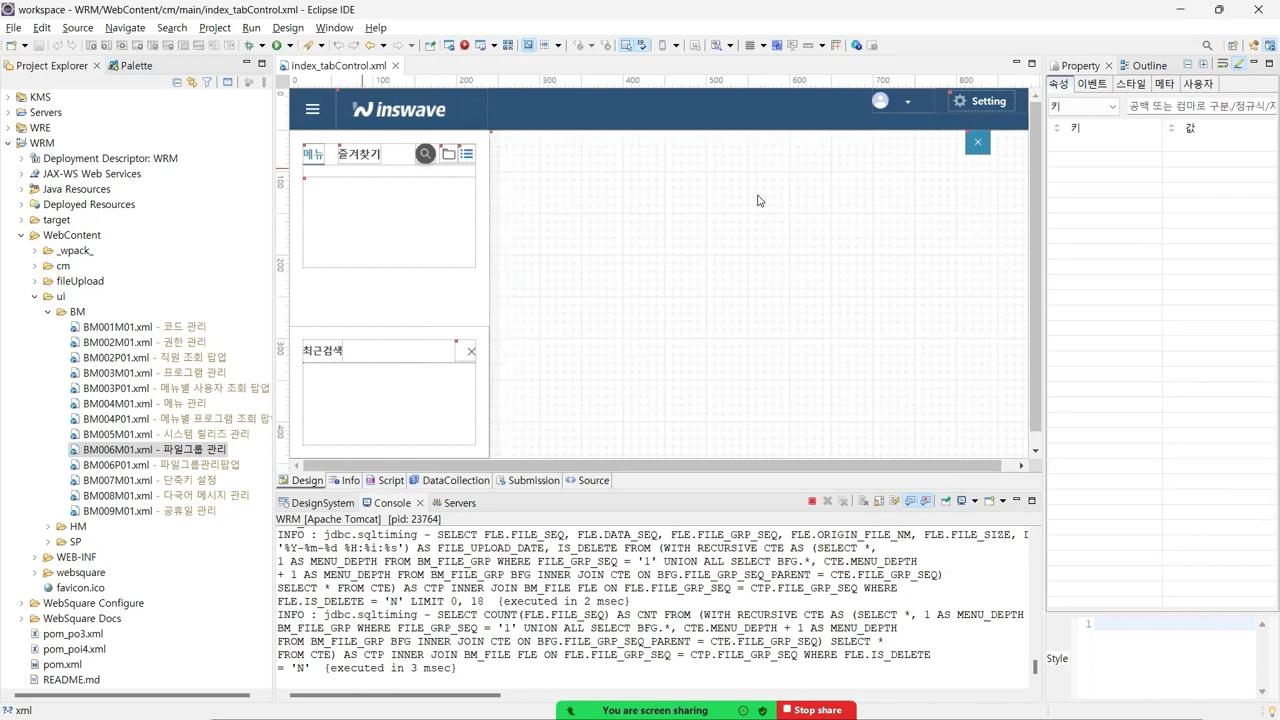 workspace - WRM/WebContent/cm/main/index_tabControl.xml - Eclipse IDE
File Edit Source Navigate Search Project Run Design Window Help
Project Explorer Palette
index_tabControl.xml
Property Outline
속성 이벤트 스타일 메타 사용자
키 공백 또는 컴마로 구분./정규식/지
키 값
0 100 200 300 400 500 600 700 800
0
100
200
300
400
inswave
Setting
메뉴 즐겨찾기
최근검색
KMS
Servers
WRE
WRM
Deployment Descriptor: WRM
JAX-WS Web Services
Java Resources
Deployed Resources
target
WebContent
_wpack_
cm
fileUpload
ui
BM
BM001M01.xml - 코드 관리
BM002M01.xml - 권한 관리
BM002P01.xml - 직원 조회 팝업
BM003M01.xml - 프로그램 관리
BM003P01.xml - 메뉴별 사용자 조회 팝업
BM004M01.xml - 메뉴 관리
BM004P01.xml - 메뉴별 프로그램 조회 팝
BM005M01.xml - 시스템 릴리즈 관리
BM006M01.xml - 파일그룹 관리
BM006P01.xml - 파일그룹관리팝업
BM007M01.xml - 단축키 설정
BM008M01.xml - 다국어 메시지 관리
BM009M01.xml - 공휴일 관리
HM
SP
WEB-INF
websquare
favicon.ico
WebSquare Configure
WebSquare Docs
pom_po3.xml
pom_poi4.xml
pom.xml
README.md
Design Info Script DataCollection Submission Source
DesignSystem Console Servers
WRM [Apache Tomcat] [pid: 23764]
INFO : jdbc.sqltiming - SELECT FLE.FILE_SEQ, FLE.DATA_SEQ, FLE.FILE_GRP_SEQ, FLE.ORIGIN_FILE_NM, FLE.FILE_SIZE, D
'%Y-%m-%d %H:%i:%s') AS FILE_UPLOAD_DATE, IS_DELETE FROM (WITH RECURSIVE CTE AS (SELECT *,
1 AS MENU_DEPTH FROM BM_FILE_GRP WHERE FILE_GRP_SEQ = '1' UNION ALL SELECT BFG.*, CTE.MENU_DEPTH
+ 1 AS MENU_DEPTH FROM BM_FILE_GRP BFG INNER JOIN CTE ON BFG.FILE_GRP_SEQ_PARENT = CTE.FILE_GRP_SEQ)
SELECT * FROM CTE) AS CTP INNER JOIN BM_FILE FLE ON FLE.FILE_GRP_SEQ = CTP.FILE_GRP_SEQ WHERE
FLE.IS_DELETE = 'N' LIMIT 0, 18 {executed in 2 msec}
INFO : jdbc.sqltiming - SELECT COUNT(FLE.FILE_SEQ) AS CNT FROM (WITH RECURSIVE CTE AS (SELECT *, 1 AS MENU_DEPTH
BM_FILE_GRP WHERE FILE_GRP_SEQ = '1' UNION ALL SELECT BFG.*, CTE.MENU_DEPTH + 1 AS MENU_DEPTH
FROM BM_FILE_GRP BFG INNER JOIN CTE ON BFG.FILE_GRP_SEQ_PARENT = CTE.FILE_GRP_SEQ) SELECT *
FROM CTE) AS CTP INNER JOIN BM_FILE FLE ON FLE.FILE_GRP_SEQ = CTP.FILE_GRP_SEQ WHERE FLE.IS_DELETE
= 'N' {executed in 3 msec}
1
Style
xml
You are screen sharing Stop share